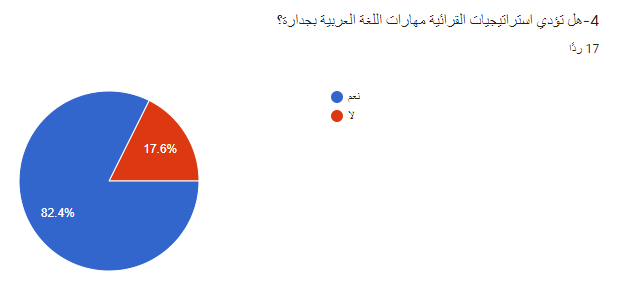 4-هل تؤدي استراتيجيات القرائية مهارات اللغة العربية بجدارة؟
17 ردًا
نعم
لا
17.6%
82.4%